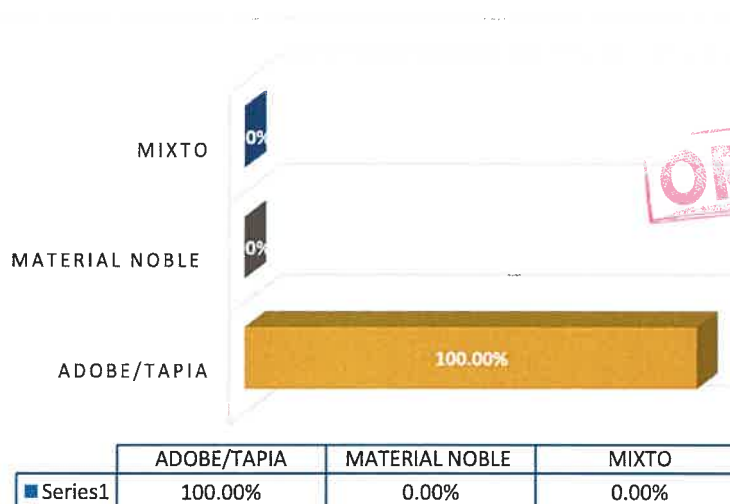 MIXTO
0%
MATERIAL NOBLE
0%
ADOBE/TAPIA
100.00%
ADOBE/TAPIA MATERIAL NOBLE MIXTO
Series1 100.00% 0.00% 0.00%